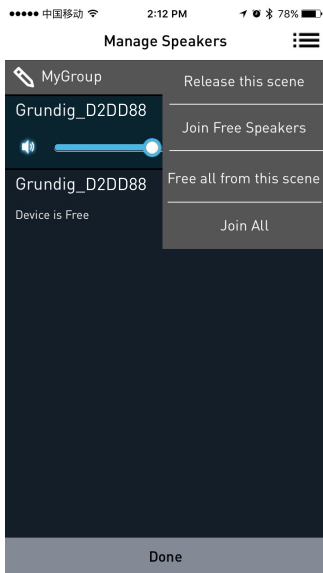 中国移动 2:12 PM 78%
Manage Speakers
MyGroup
Grundig_D2DD88
Grundig_D2DD88
Device is Free
Release this scene
Join Free Speakers
Free all from this scene
Join All
Done